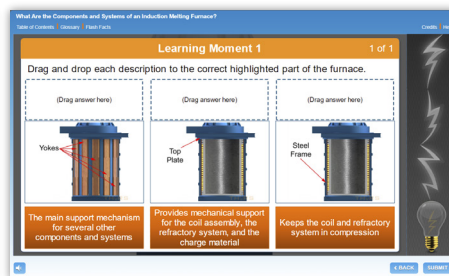 What Are the Components and Systems of an Induction Melting Furnace?
Table of Contents | Glossary | Flash Facts
Credits
Learning Moment 1
1 of 1
Drag and drop each description to the correct highlighted part of the furnace.
(Drag answer here)
(Drag answer here)
(Drag answer here)
Yokes
Top
Plate
Steel
Frame
The main support mechanism
for several other
components and systems
Provides mechanical support
for the coil assembly, the
refractory system, and the
charge material
Keeps the coil and refractory
system in compression
BACK
SUBMIT